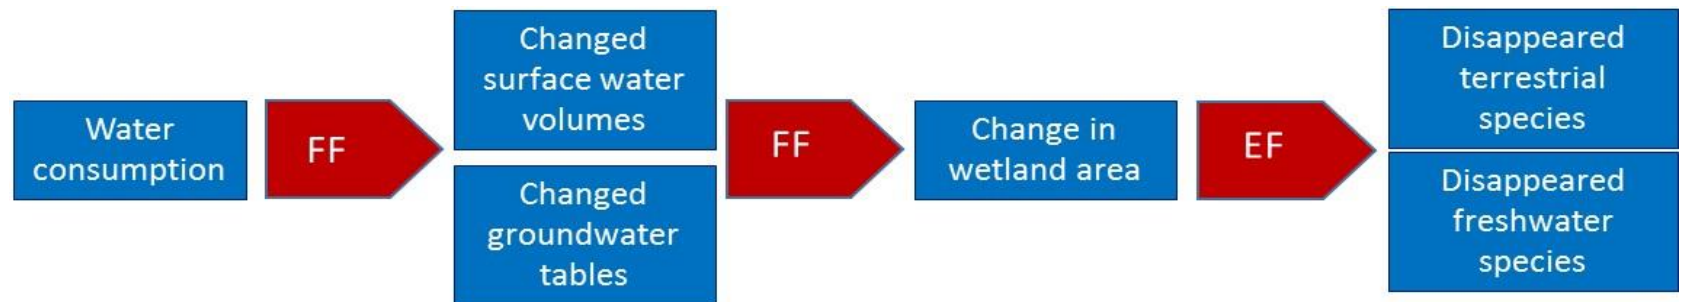 Water
consumption
FF
Changed
surface water
volumes
Changed
groundwater
tables
FF
Change in
wetland area
EF
Disappeared
terrestrial
species
Disappeared
freshwater
species